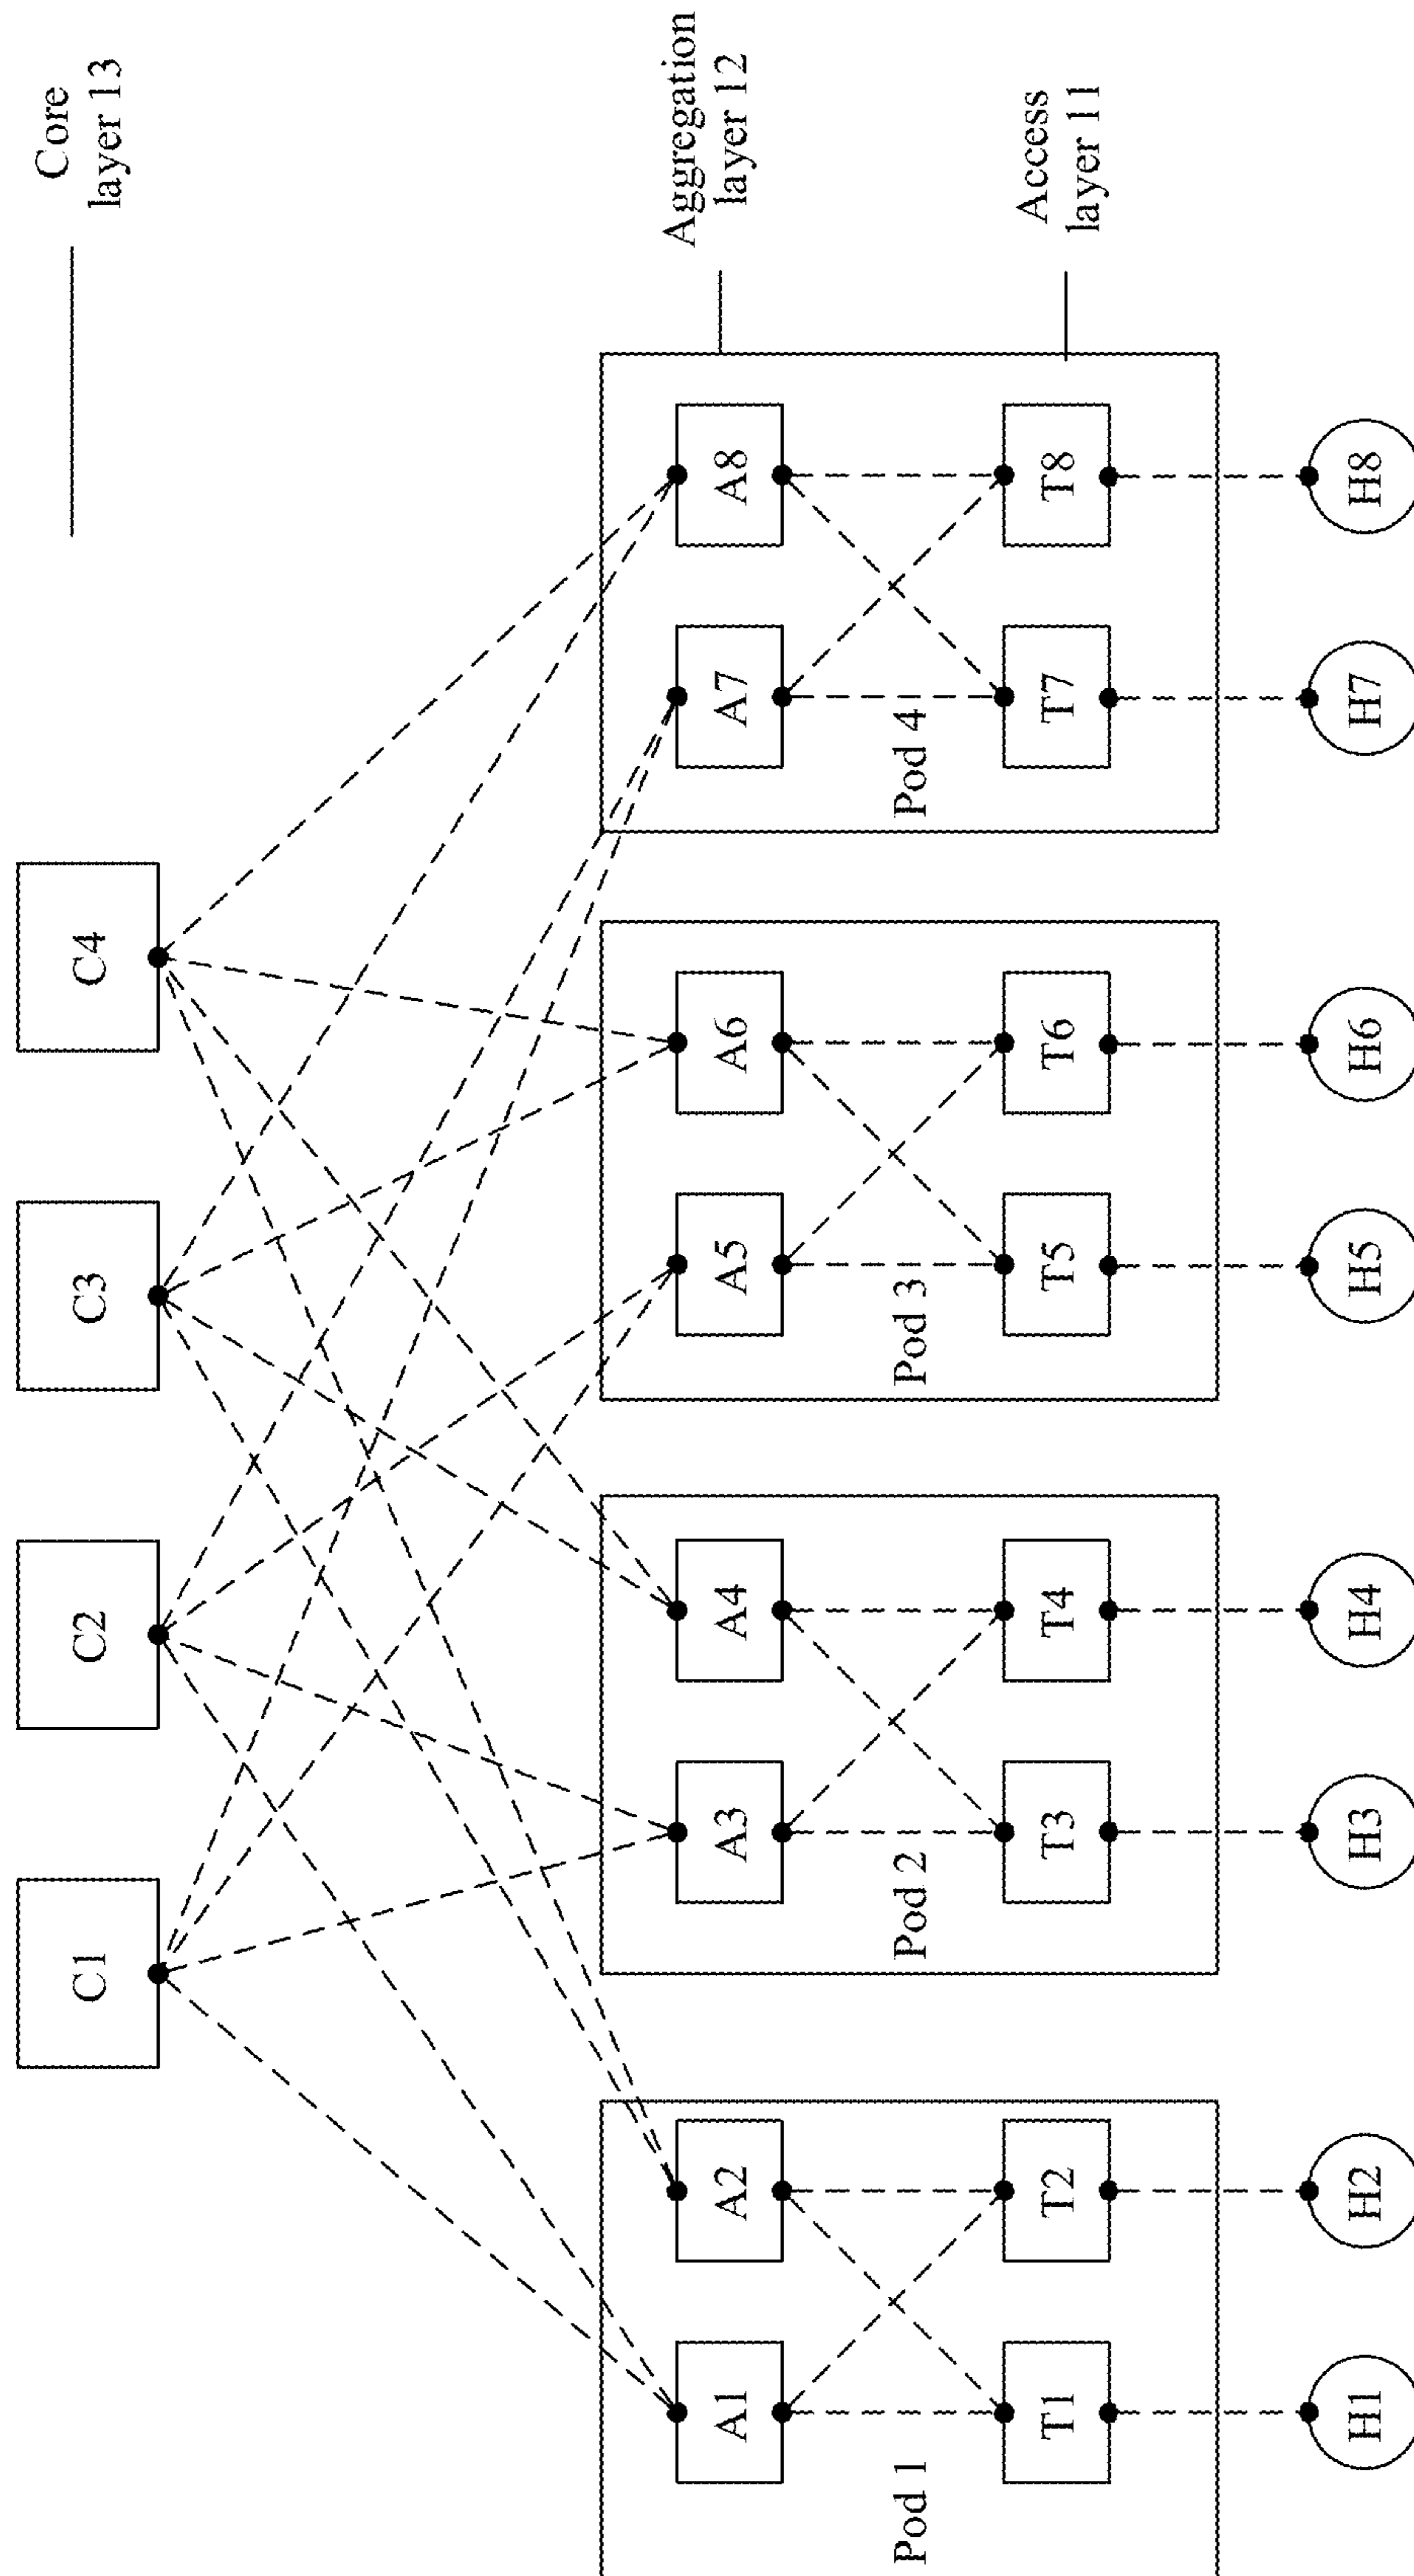 Core
layer 13
C1
C2
C3
C4
Aggregation
layer 12
A1
A2
A3
A4
A5
A6
A7
A8
Pod 1
Pod 2
Pod 3
Pod 4
Access
layer 11
T1
T2
T3
T4
T5
T6
T7
T8
H1
H2
H3
H4
H5
H6
H7
H8